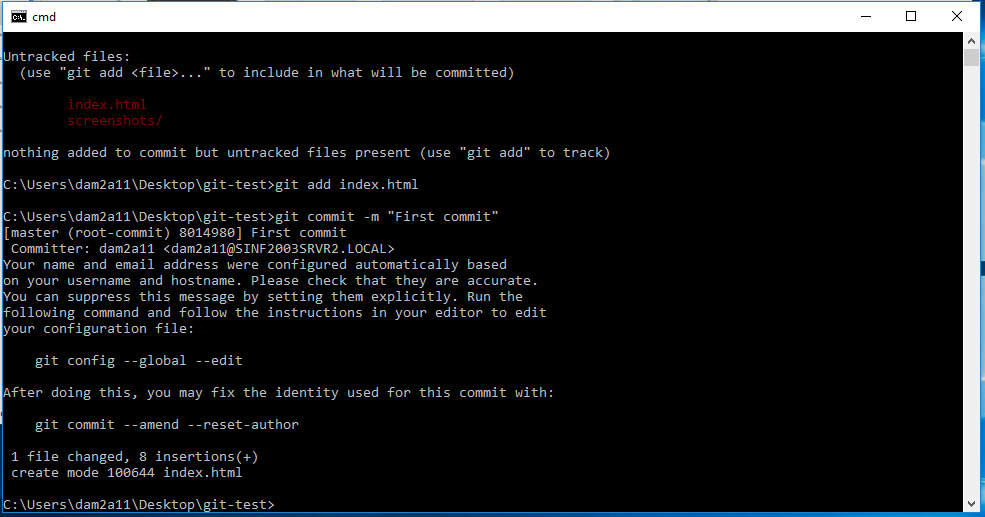 cmd
Untracked files:
  (use "git add <file>..." to include in what will be committed)
        index.html
        screenshots/
nothing added to commit but untracked files present (use "git add" to track)
C:\Users\dam2a11\Desktop\git-test>git add index.html
C:\Users\dam2a11\Desktop\git-test>git commit -m "First commit"
[master (root-commit) 8014980] First commit
 Committer: dam2a11 <dam2a11@SINF2003SRVR2.LOCAL>
Your name and email address were configured automatically based
on your username and hostname. Please check that they are accurate.
You can suppress this message by setting them explicitly. Run the
following command and follow the instructions in your editor to edit
your configuration file:
    git config --global --edit
After doing this, you may fix the identity used for this commit with:
    git commit --amend --reset-author
 1 file changed, 8 insertions(+)
 create mode 100644 index.html
C:\Users\dam2a11\Desktop\git-test>